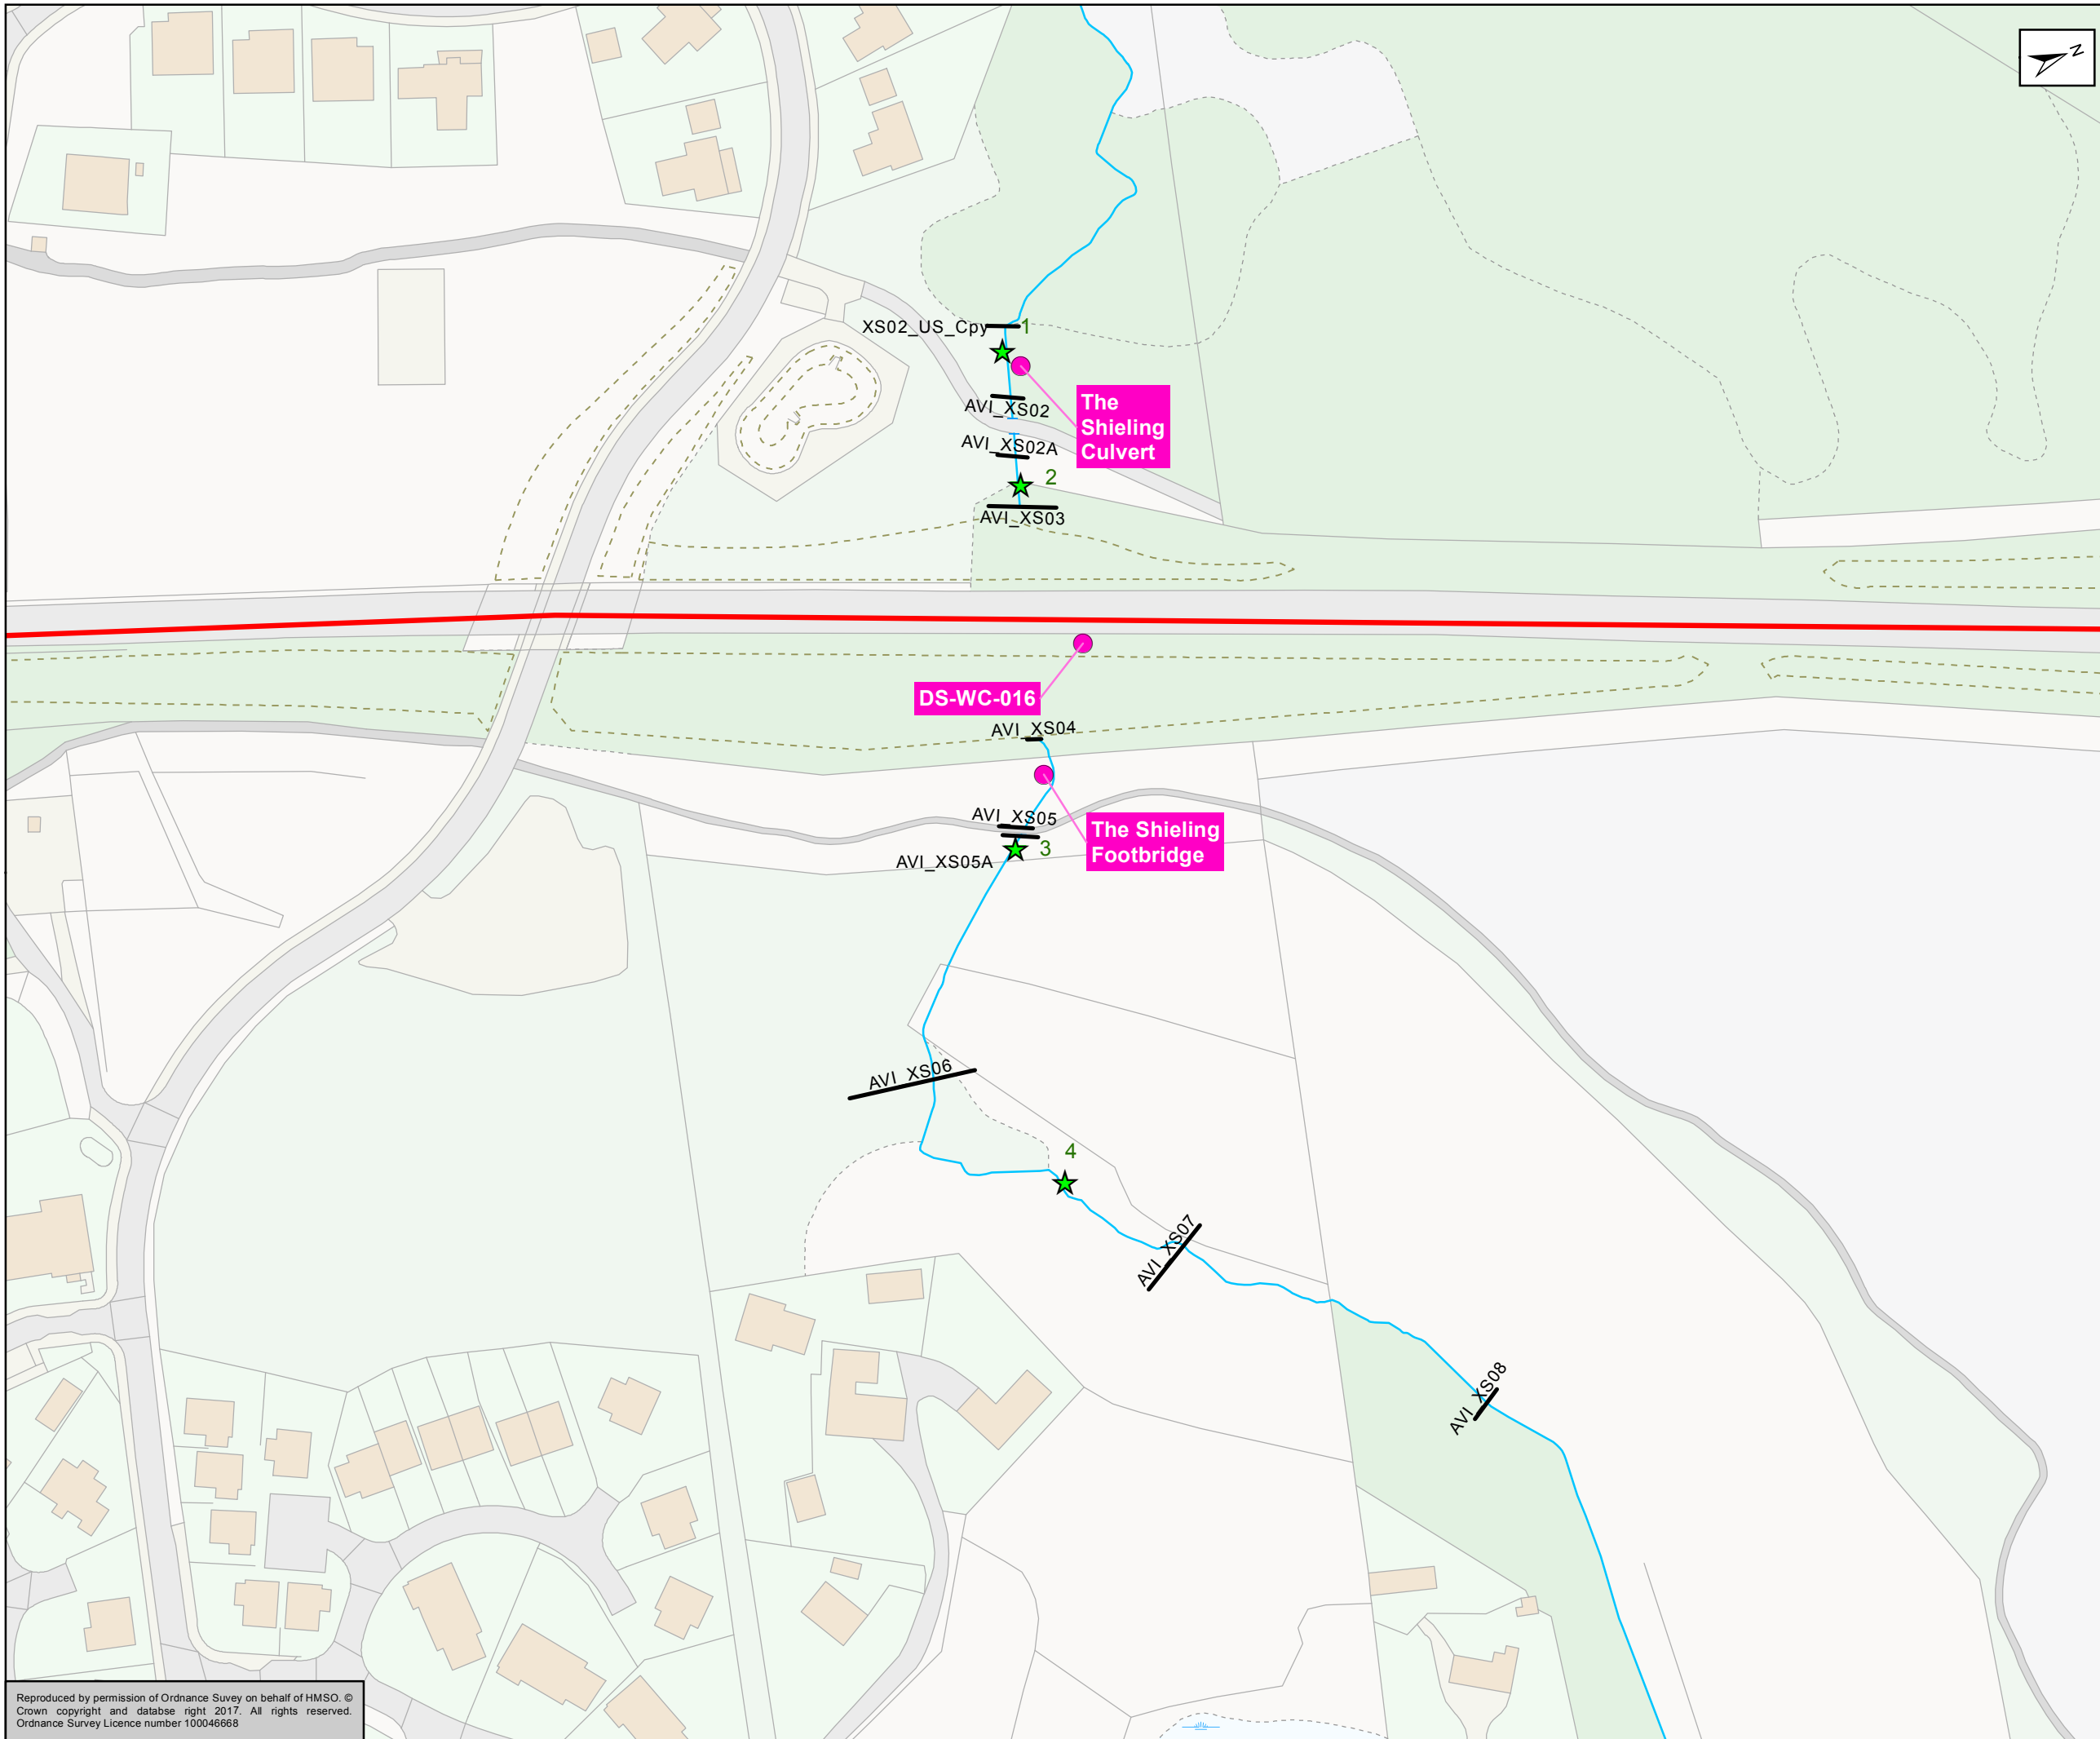 N
XS02_US_Cpy
1
AVI_XS02
The
Shieling
Culvert
AVI_XS02A
2
AVI_XS03
DS-WC-016
AVI_XS04
AVI_XS05
The Shieling
Footbridge
3
AVI_XS05A
AVI_XS06
4
AVI_XS07
AVI_XS08
Reproduced by permission of Ordnance Suvey on behalf of HMSO. ©
Crown copyright and databse right 2017. All rights reserved.
Ordnance Survey Licence number 100046668